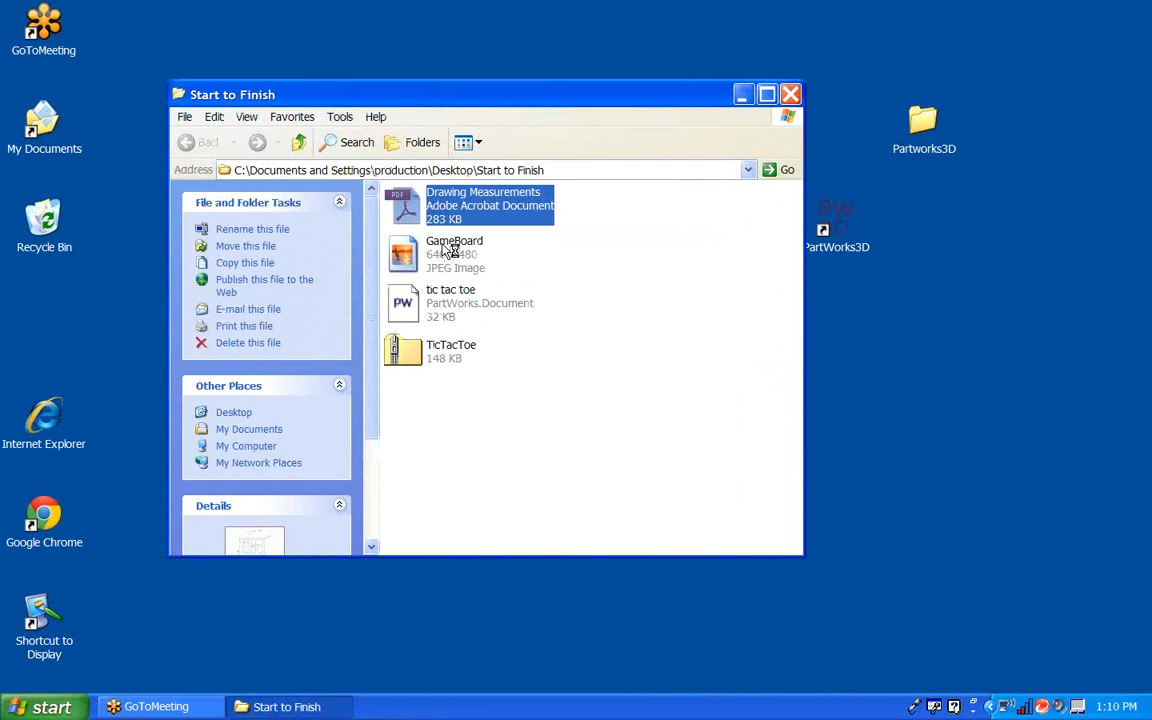 GoToMeeting
My Documents
Recycle Bin
Internet Explorer
Google Chrome
Shortcut to
Display
Partworks3D
PartWorks3D
Start to Finish
File Edit View Favorites Tools Help
Back Search Folders
Address C:\Documents and Settings\production\Desktop\Start to Finish Go
File and Folder Tasks
Rename this file
Move this file
Copy this file
Publish this file to the
Web
E-mail this file
Print this file
Delete this file
Other Places
Desktop
My Documents
My Computer
My Network Places
Details
PDF
Drawing Measurements
Adobe Acrobat Document
283 KB
GameBoard
JPEG Image
PW
tic tac toe
PartWorks.Document
32 KB
TicTacToe
148 KB
start GoToMeeting Start to Finish 1:10 PM